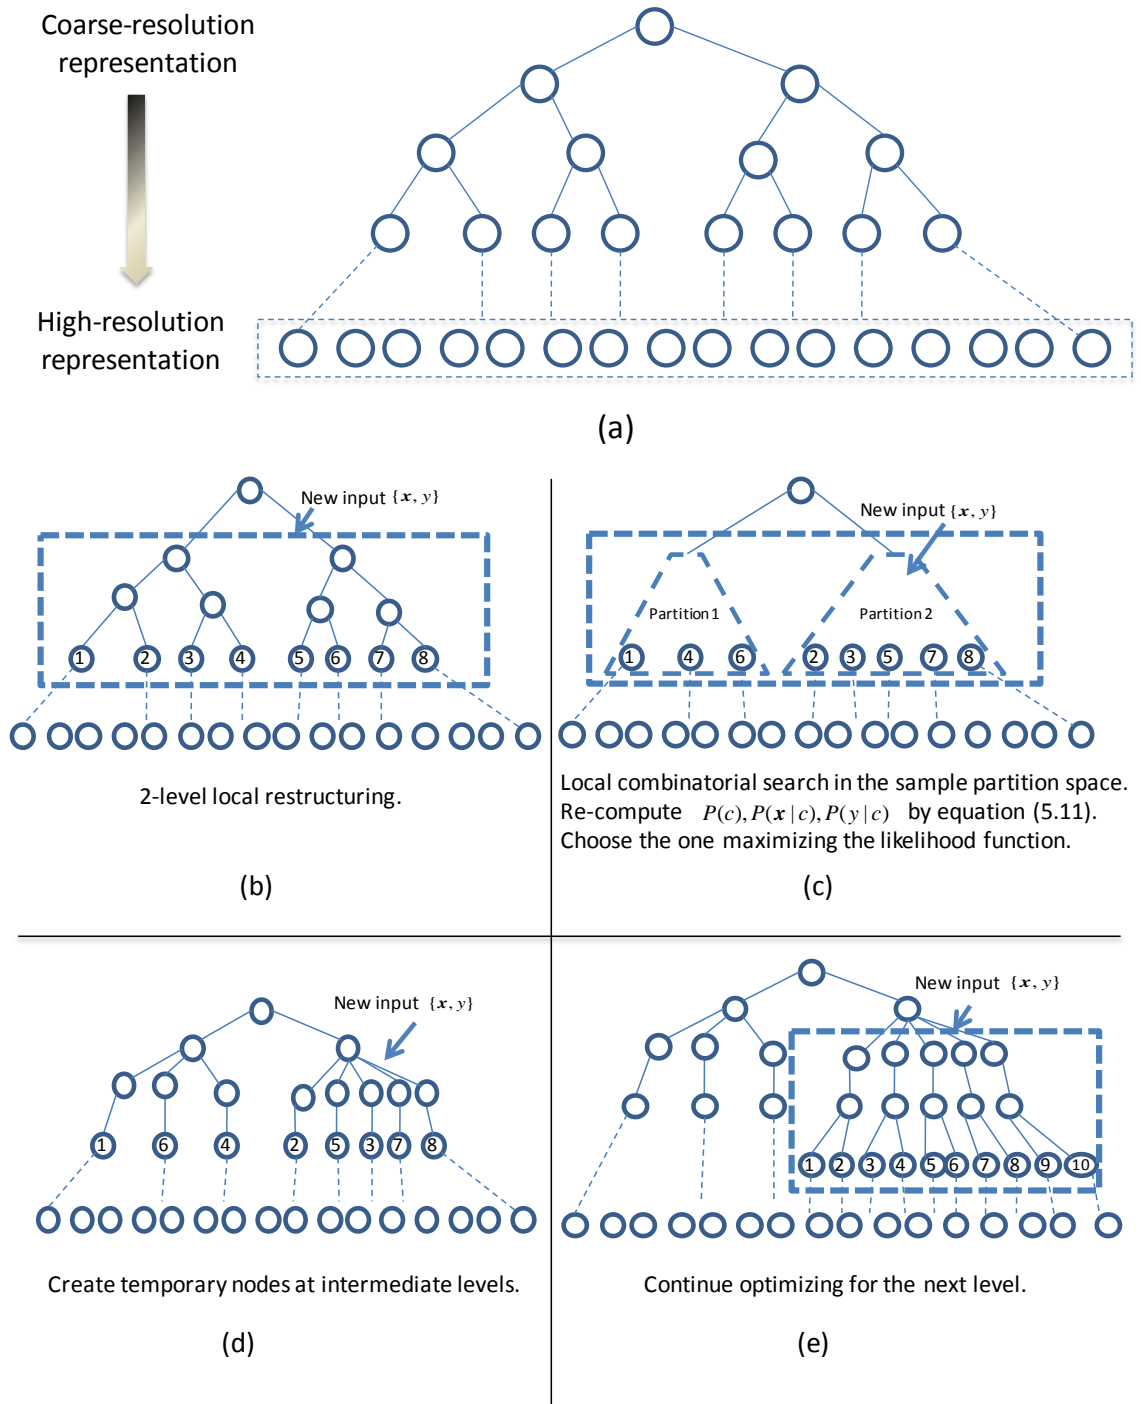 Coarse-resolution
representation
High-resolution
representation
(a)
New input {x, y}
1 2 3 4 5 6 7 8
2-level local restructuring.
(b)
New input {x, y}
Partition 1 Partition 2
1 4 6 2 3 5 7 8
Local combinatorial search in the sample partition space.
Re-compute P(c), P(x | c), P(y | c) by equation (5.11).
Choose the one maximizing the likelihood function.
(c)
New input {x, y}
1 6 4 2 5 3 7 8
Create temporary nodes at intermediate levels.
(d)
New input {x, y}
1 2 3 4 5 6 7 8 9 10
Continue optimizing for the next level.
(e)